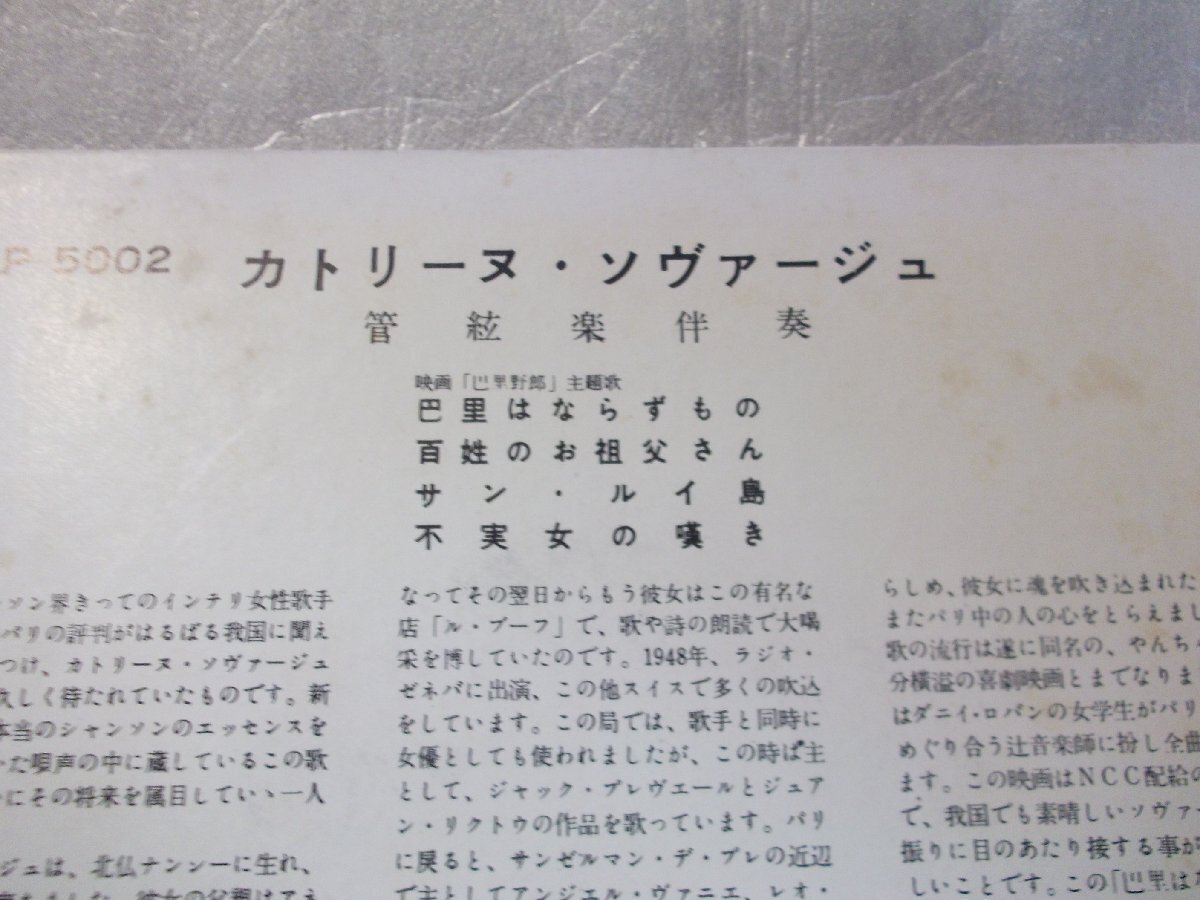 LP 5002
カトリーヌ・ソヴァージュ
管絃楽伴奏
映画「巴里野郎」主題歌
巴里はならずもの
百姓のお祖父さん
サン・ルイ島
不実女の嘆き
ソン界きってのインテリ女性歌手
パリの評判がはるばる我国に聞え
つけ、カトリーヌ・ソヴァージュ
久しく待たれていたものです。新
本当のシャンソンのエッセンスを
た唄声の中に蔵しているこの歌
にその将来を属目していゝ一人
ジュは、北仏ナンシーに生れ、
なってその翌日からもう彼女はこの有名な
店「ル・ブーフ」で、歌や詩の朗読で大喝
采を博していたのです。1948年、ラジオ・
ゼネバに出演、この他スイスで多くの吹込
をしています。この局では、歌手と同時に
女優としても使われましたが、この時ば主
として、ジャック・プレヴェールとジュア
ン・リクトウの作品を歌っています。パリ
に戻ると、サンゼルマン・デ・プレの近辺
で主としてアンジエル・ヴァニエ、レオ・
らしめ、彼女に魂を吹き込まれた
またパリ中の人の心をとらえまし
歌の流行は遂に同名の、やんちゃ
分横溢の喜劇映画とまでなりま
はダニイ・ロバンの女学生がパリ
めぐり合う辻音楽師に扮し全曲
ます。この映画はNCC配給の
で、我国でも素晴しいソヴァ
振りに目のあたり接する事が
しいことです。この「巴里はな